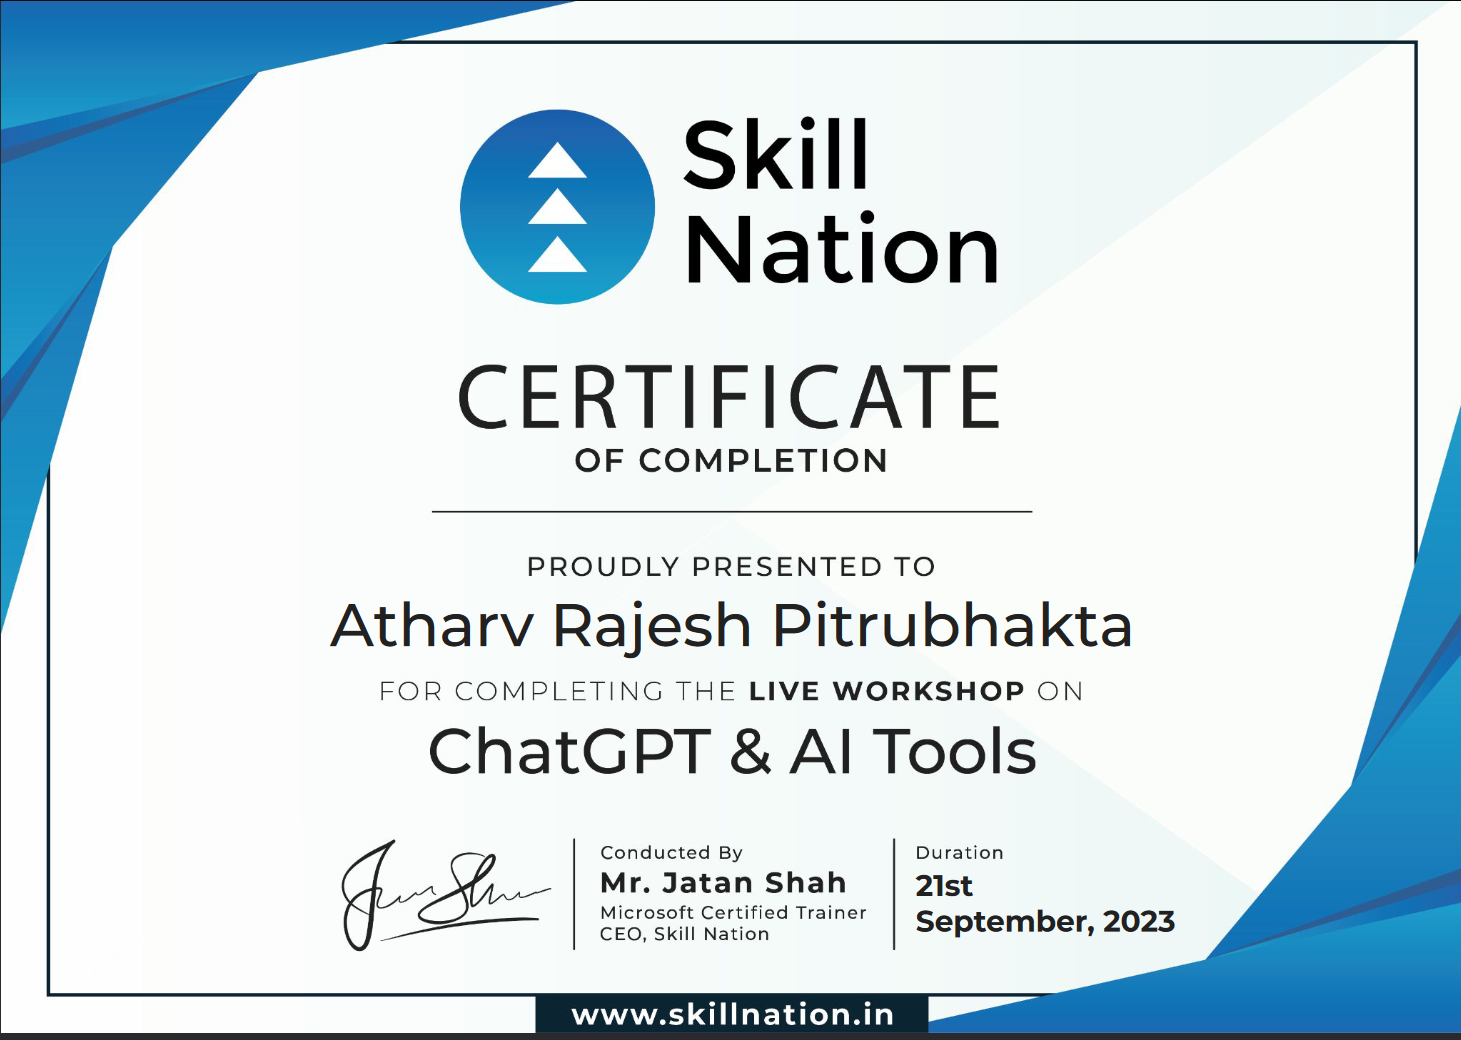 Skill
Nation
CERTIFICATE
OF COMPLETION
PROUDLY PRESENTED TO
Atharv Rajesh Pitrubhakta
FOR COMPLETING THE LIVE WORKSHOP ON
ChatGPT & AI Tools
Conducted By
Mr. Jatan Shah
Microsoft Certified Trainer
CEO, Skill Nation
Duration
21st
September, 2023
www.skillnation.in